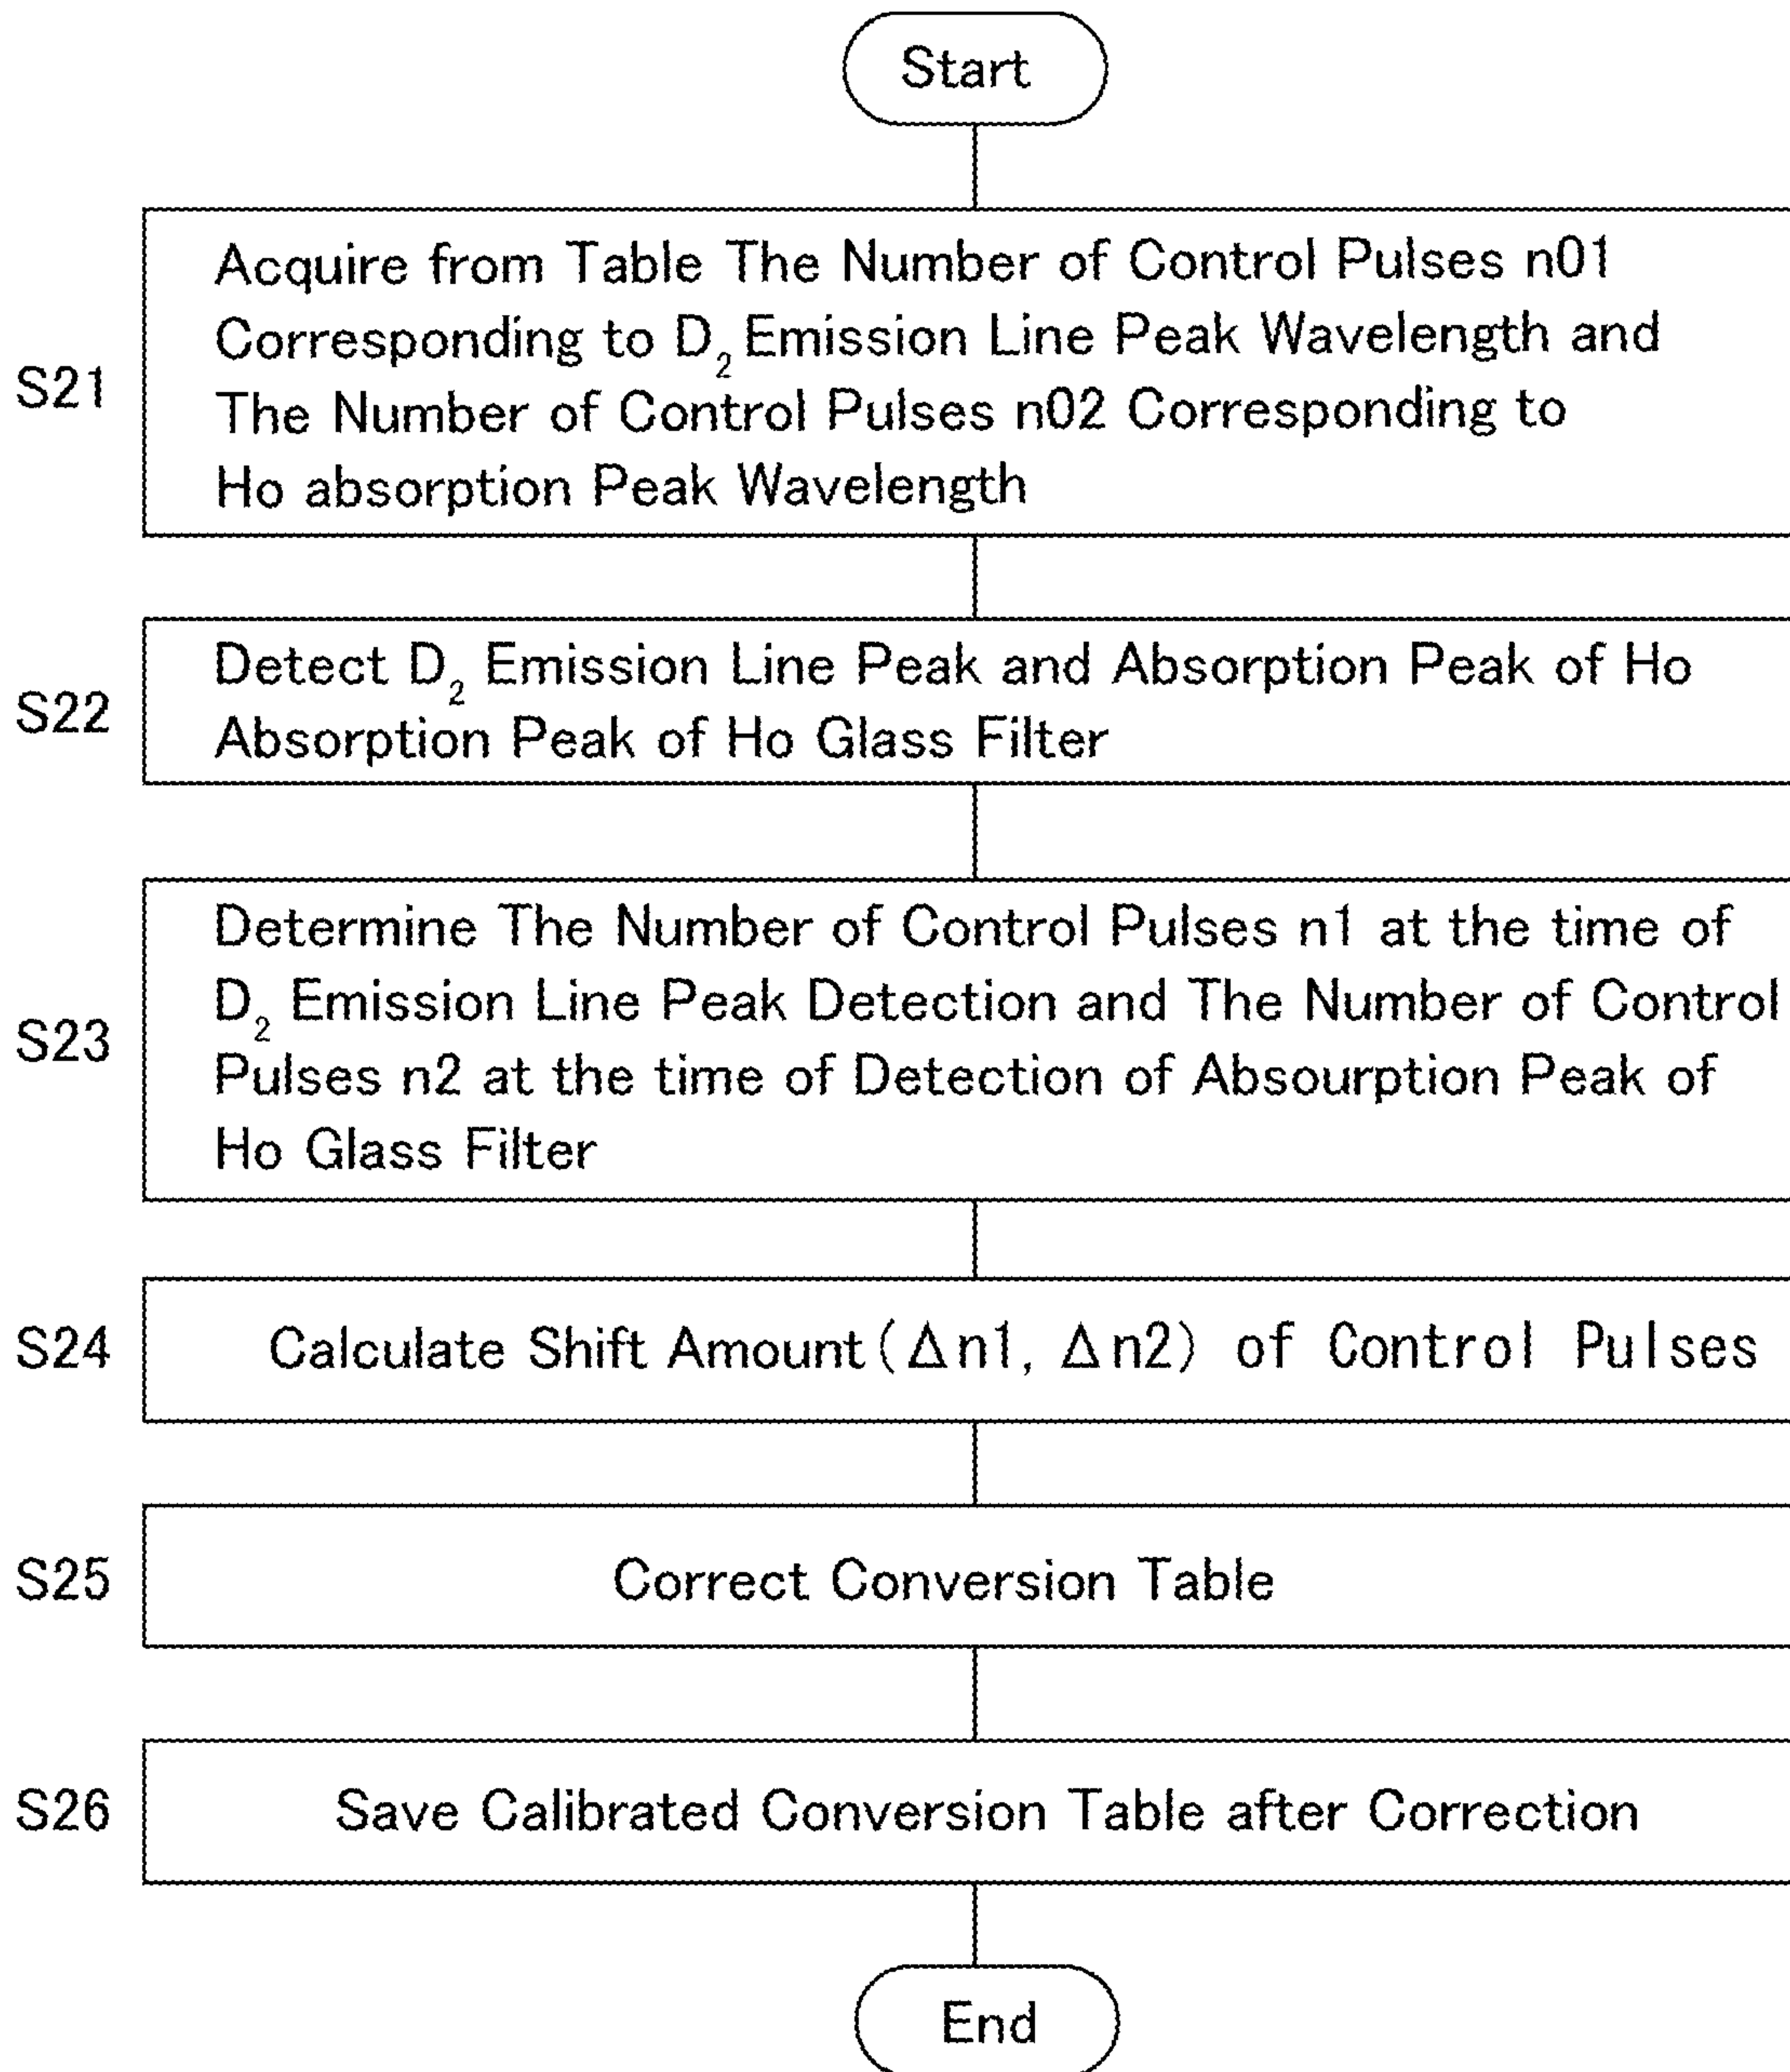 Start
S21
Acquire from Table The Number of Control Pulses n01
Corresponding to D₂ Emission Line Peak Wavelength and
The Number of Control Pulses n02 Corresponding to
Ho absorption Peak Wavelength
S22
Detect D₂ Emission Line Peak and Absorption Peak of Ho
Absorption Peak of Ho Glass Filter
S23
Determine The Number of Control Pulses n1 at the time of
D₂ Emission Line Peak Detection and The Number of Control
Pulses n2 at the time of Detection of Absourption Peak of
Ho Glass Filter
S24
Calculate Shift Amount (Δn1, Δn2) of Control Pulses
S25
Correct Conversion Table
S26
Save Calibrated Conversion Table after Correction
End